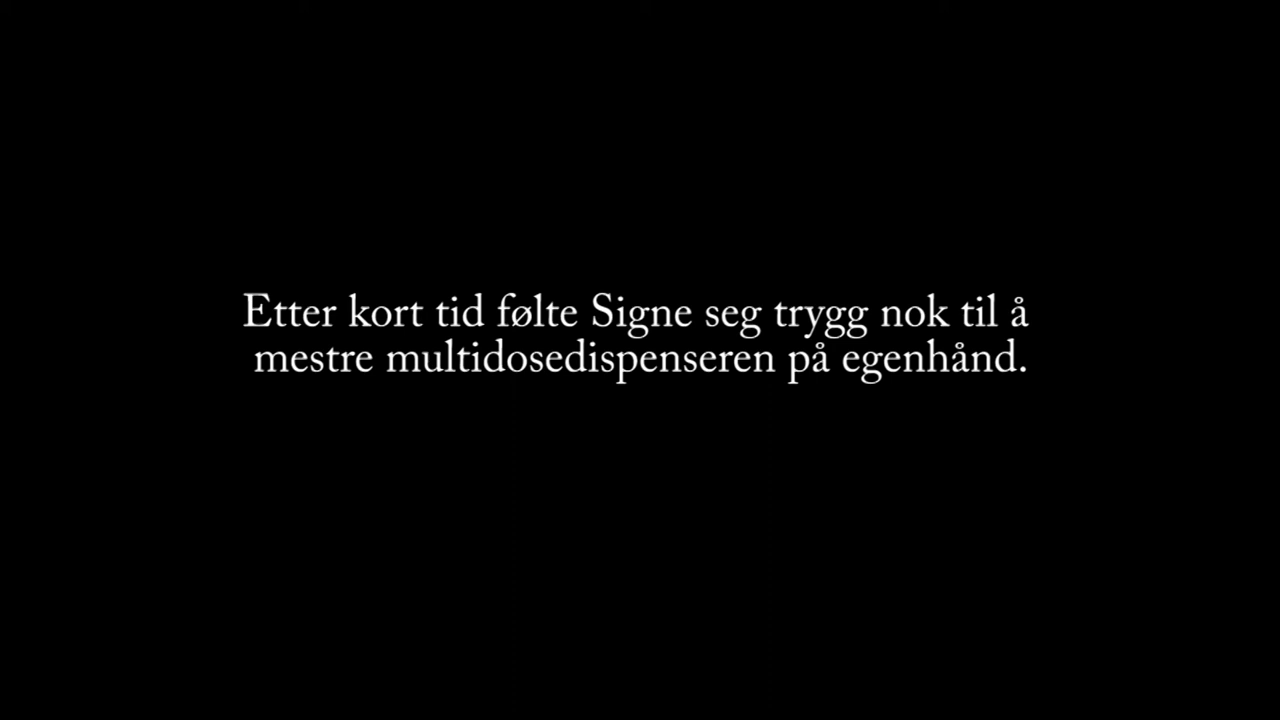 Etter kort tid følte Signe seg trygg nok til å
mestre multidosedispenseren på egenhånd.